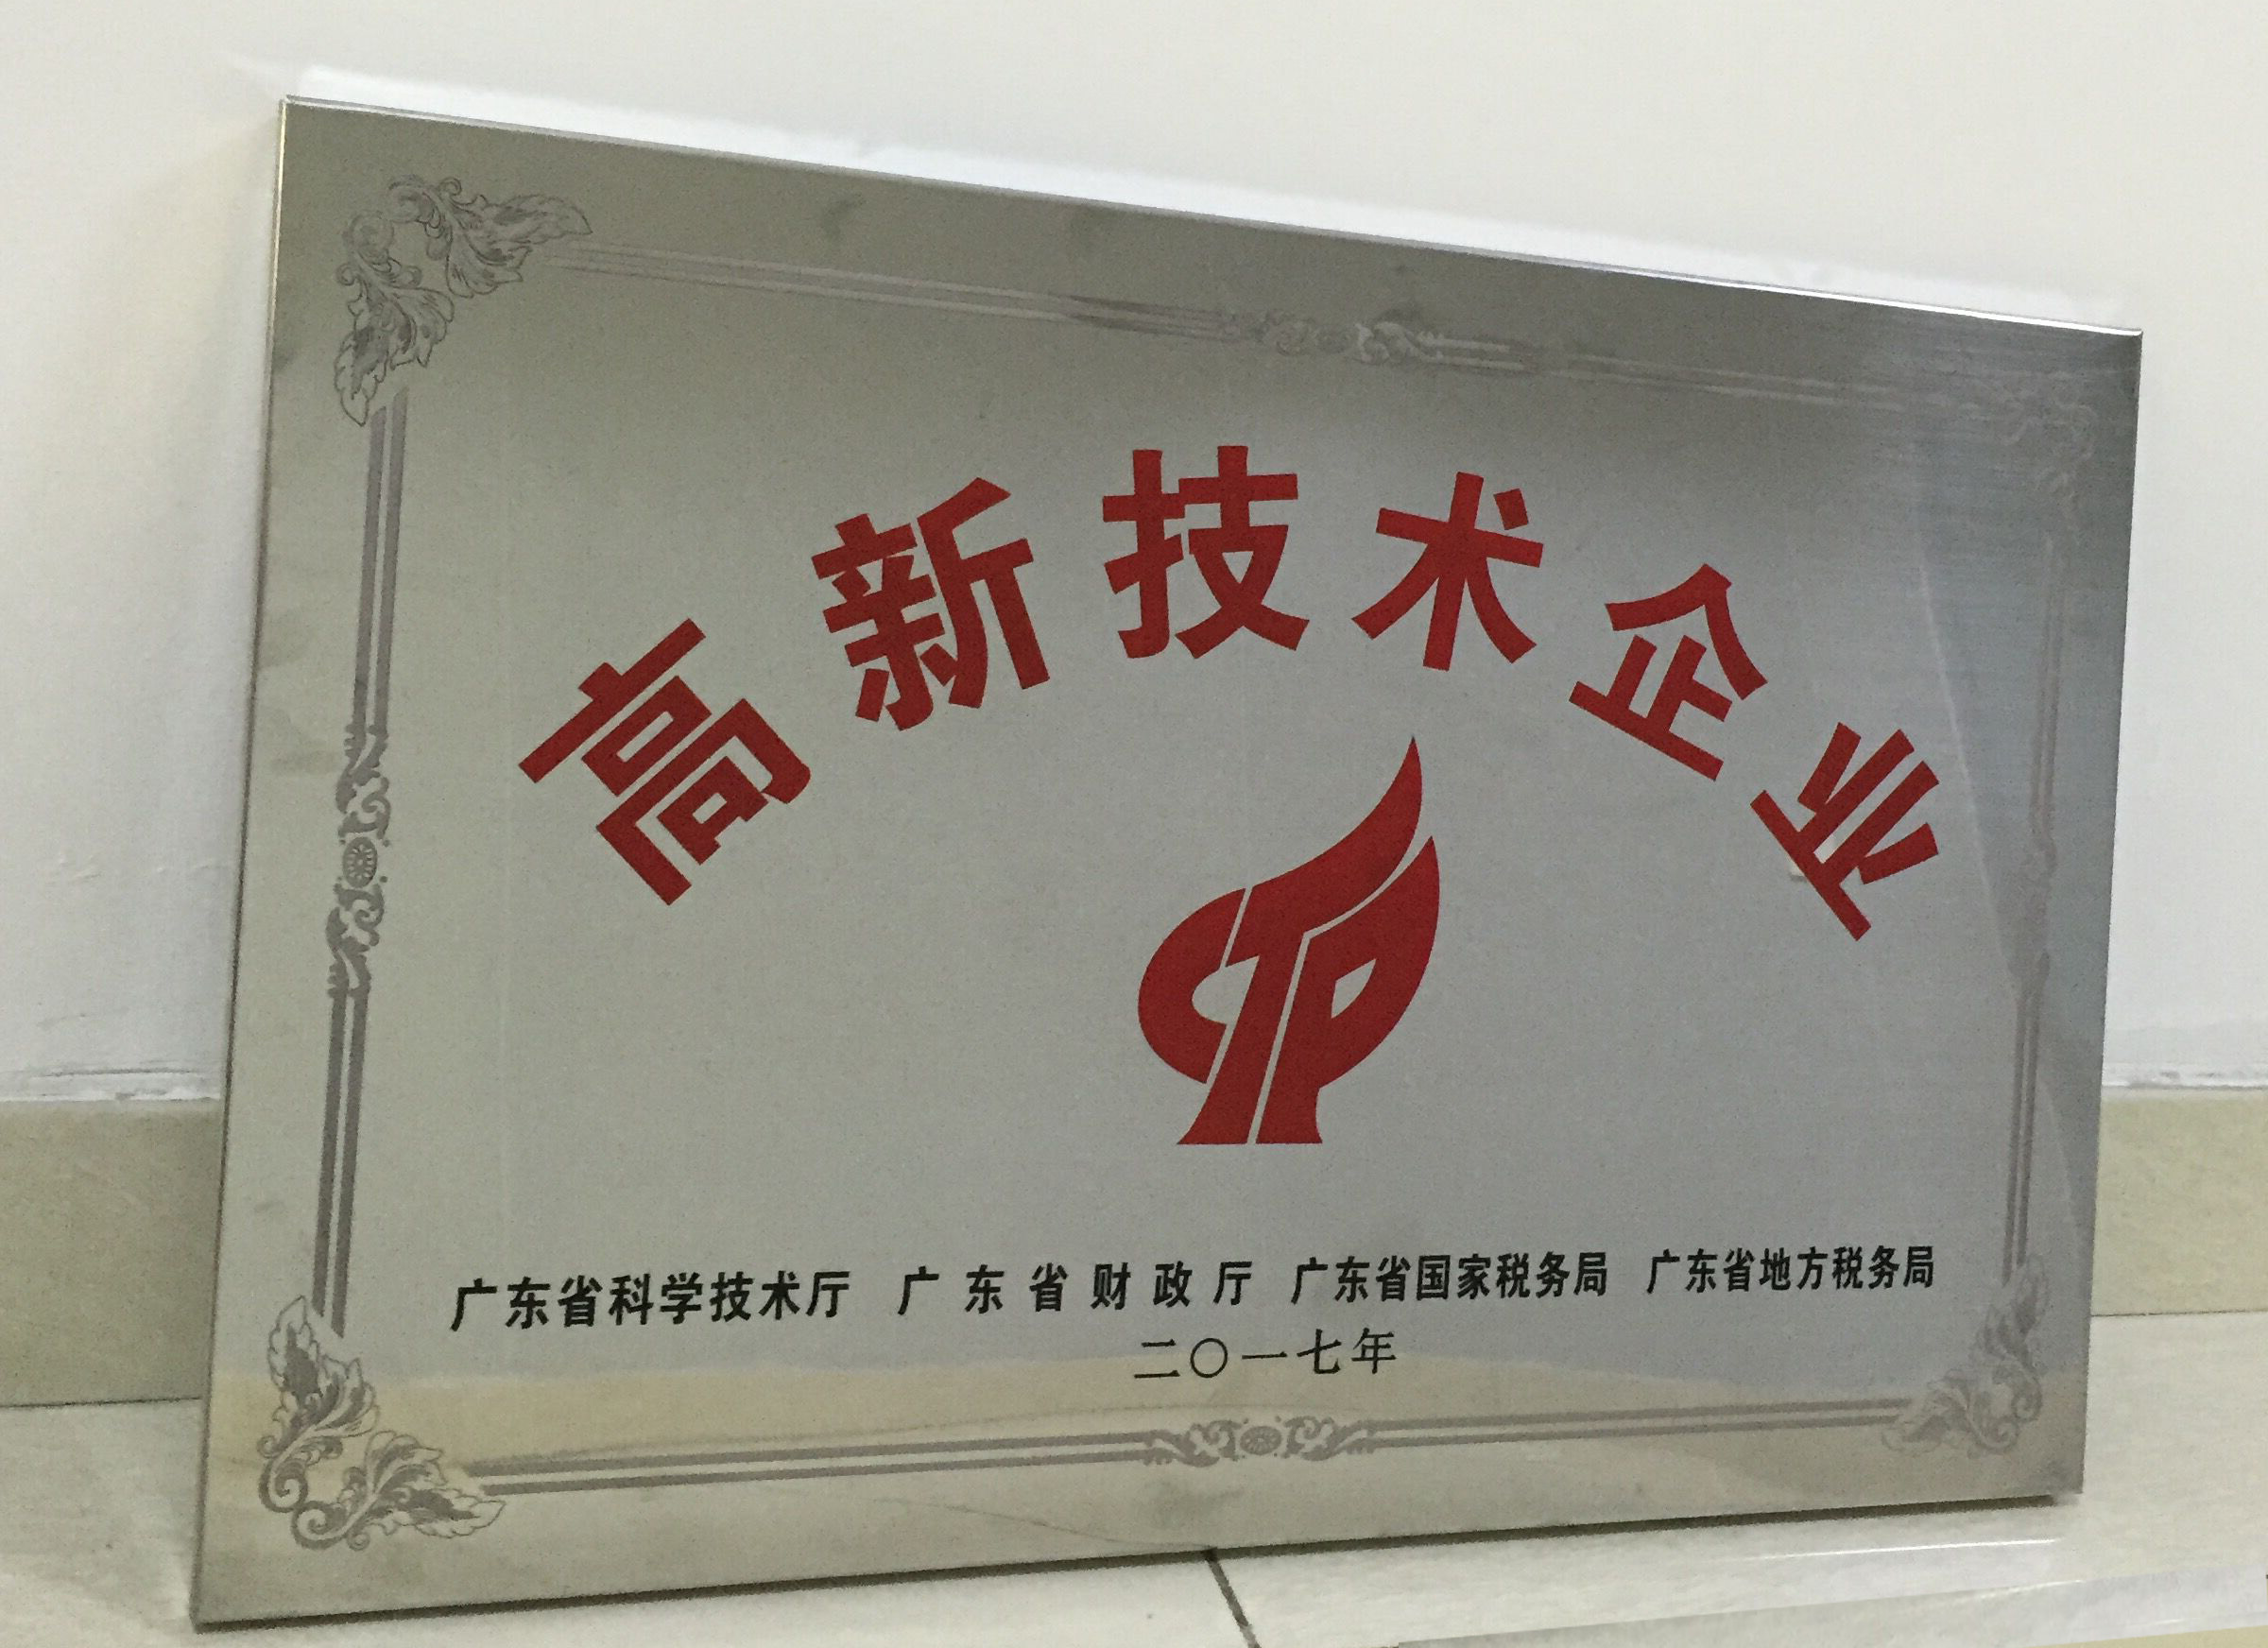 高新技术企业
广东省科学技术厅 广东省财政厅 广东省国家税务局 广东省地方税务局
二〇一七年